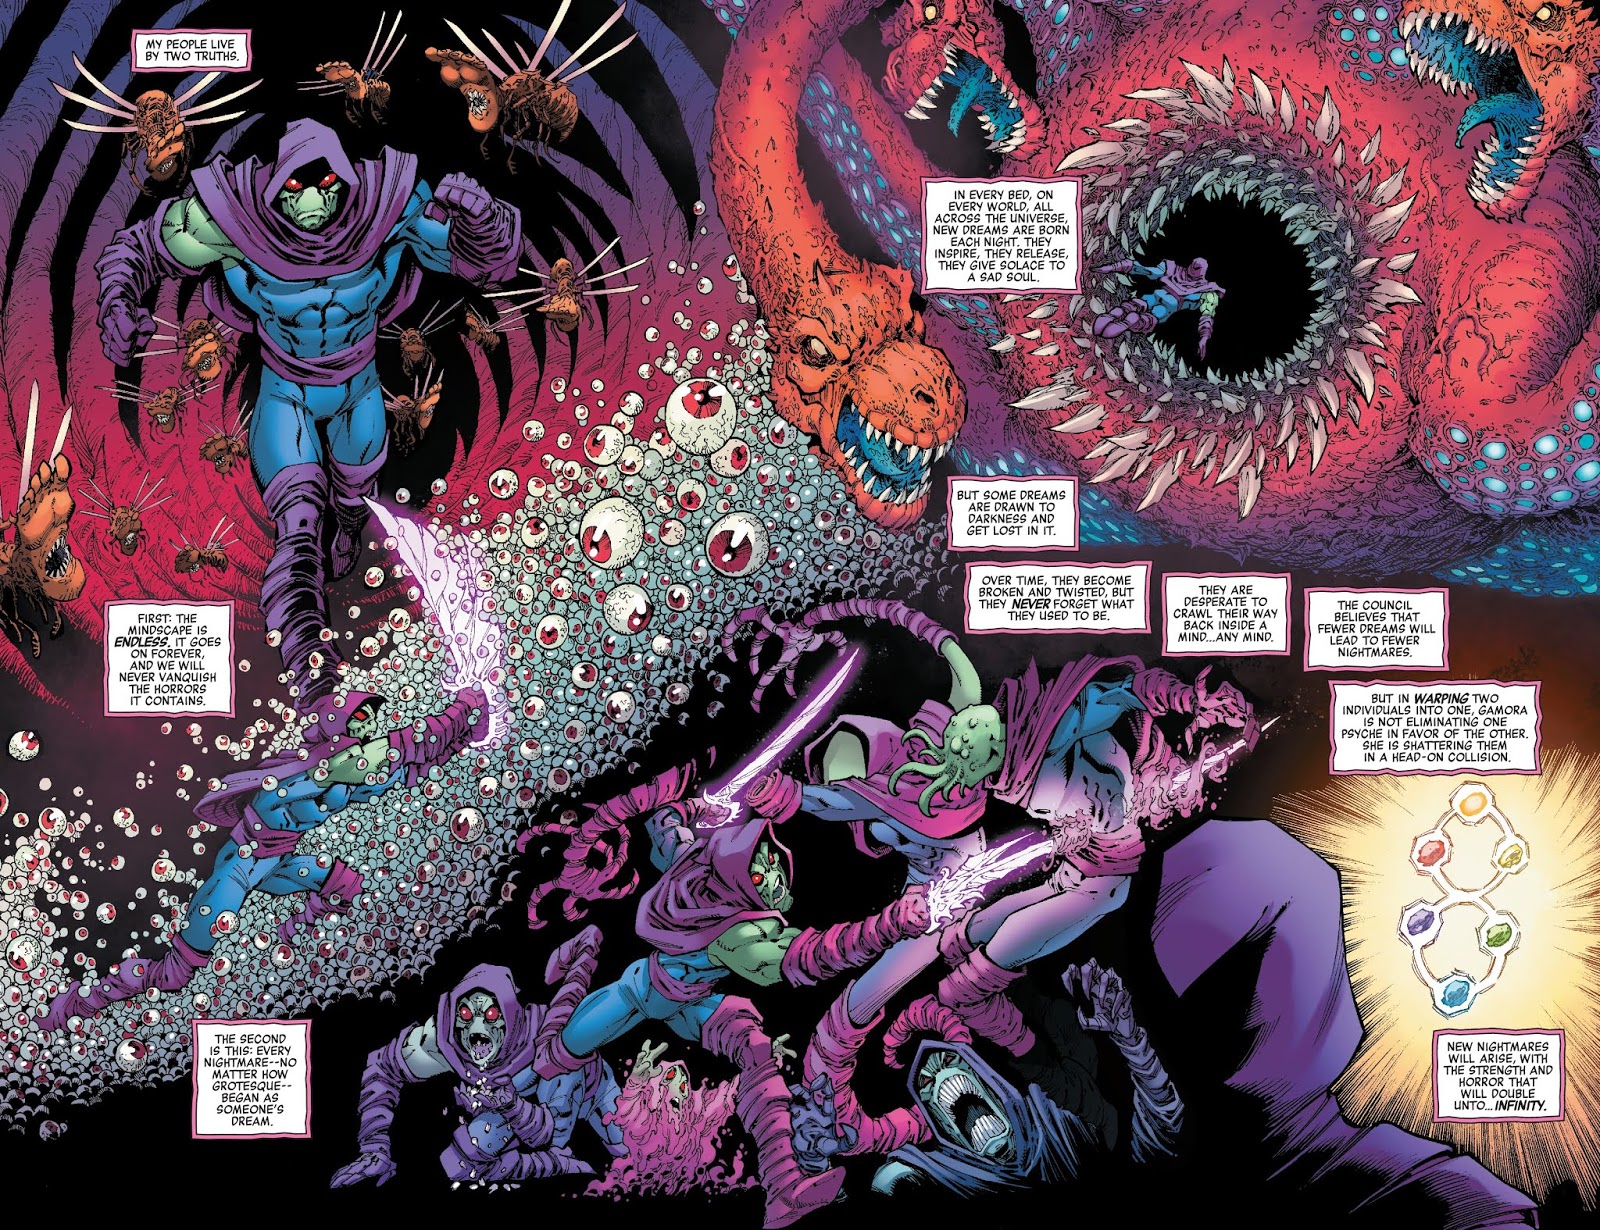 MY PEOPLE LIVE
BY TWO TRUTHS.
FIRST: THE
MINDSCAPE IS
ENDLESS. IT GOES
ON FOREVER,
AND WE WILL
NEVER VANQUISH
THE HORRORS
IT CONTAINS.
THE SECOND
IS THIS: EVERY
NIGHTMARE--NO
MATTER HOW
GROTESQUE--
BEGAN AS
SOMEONE'S
DREAM.
IN EVERY BED, ON
EVERY WORLD, ALL
ACROSS THE UNIVERSE,
NEW DREAMS ARE BORN
EACH NIGHT. THEY
INSPIRE, THEY RELEASE,
THEY GIVE SOLACE TO
A SAD SOUL.
BUT SOME DREAMS
ARE DRAWN TO
DARKNESS AND
GET LOST IN IT.
OVER TIME, THEY BECOME
BROKEN AND TWISTED, BUT
THEY NEVER FORGET WHAT
THEY USED TO BE.
THEY ARE
DESPERATE TO
CRAWL THEIR WAY
BACK INSIDE A
MIND...ANY MIND.
THE COUNCIL
BELIEVES THAT
FEWER DREAMS WILL
LEAD TO FEWER
NIGHTMARES.
BUT IN WARPING TWO
INDIVIDUALS INTO ONE, GAMORA
IS NOT ELIMINATING ONE
PSYCHE IN FAVOR OF THE OTHER.
SHE IS SHATTERING THEM
IN A HEAD-ON COLLISION.
NEW NIGHTMARES
WILL ARISE, WITH
THE STRENGTH AND
HORROR THAT
WILL DOUBLE
UNTO...INFINITY.